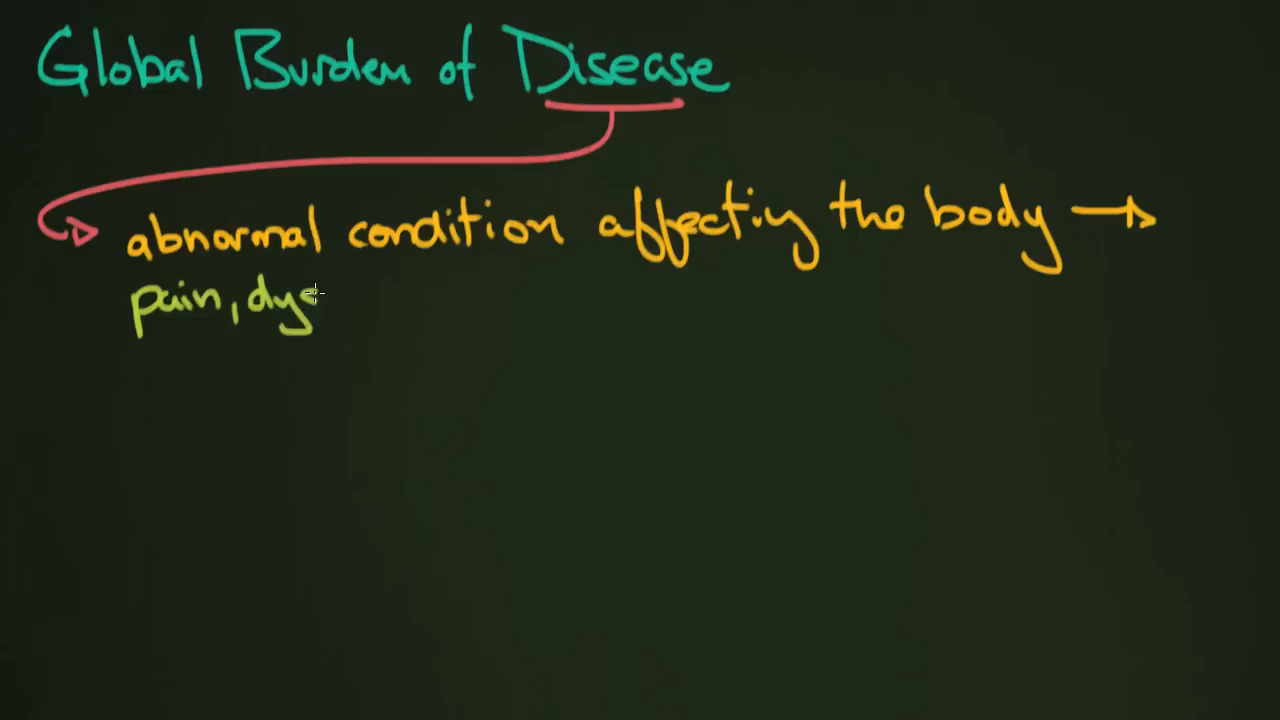 Global Burden of Disease
abnormal condition affecting the body →
pain, dys